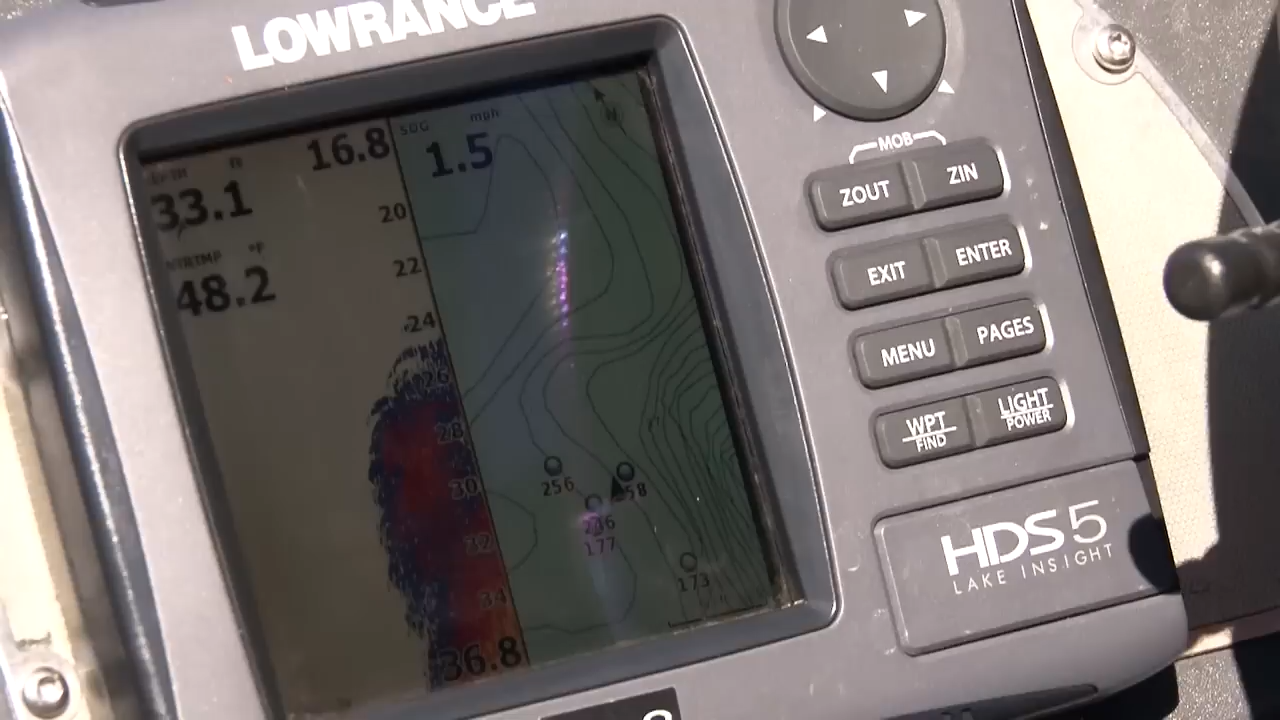 LOWRANCE
16.8
SOG mph
ft
33.1
1.5
N
20
°F
48.2
22
24
26
28
30
32
34
36.8
256
258
177
173
MOB
ZOUT
ZIN
EXIT
ENTER
MENU
PAGES
WPT
FIND
LIGHT
POWER
HDS5
LAKE INSIGHT